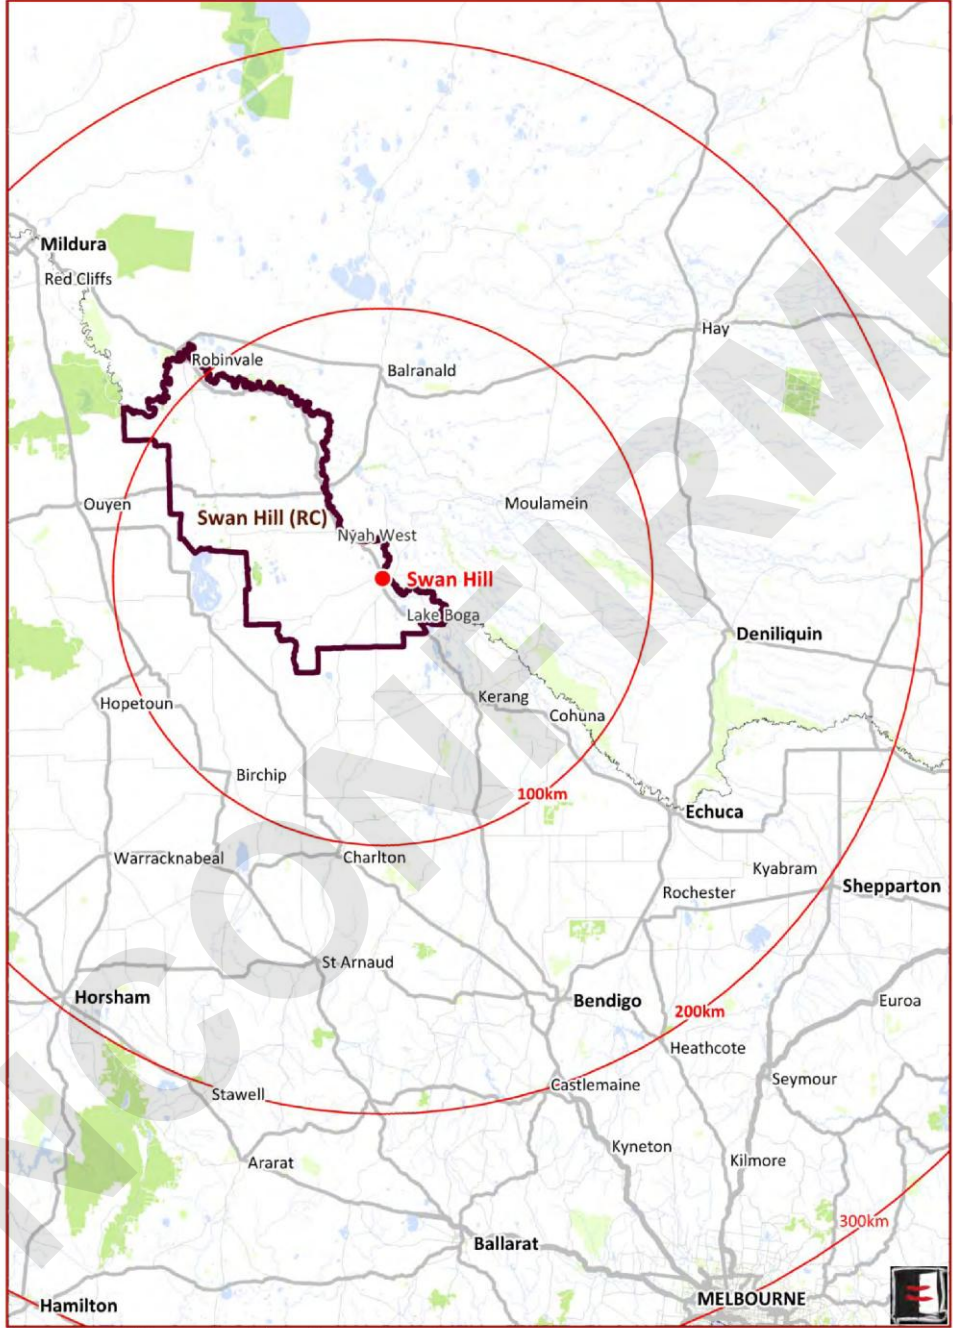 Mildura
Red Cliffs
Hay
Robinvale
Balranald
Ouyen
Moulamein
Swan Hill (RC)
Nyah West
Swan Hill
Lake Boga
Deniliquin
Kerang
Hopetoun
Cohuna
Birchip
100km
Echuca
Warracknabeal
Charlton
Kyabram
Shepparton
Rochester
St Arnaud
Horsham
Bendigo
Euroa
200km
Heathcote
Seymour
Castlemaine
Stawell
Kyneton
Ararat
Kilmore
300km
Ballarat
MELBOURNE
Hamilton